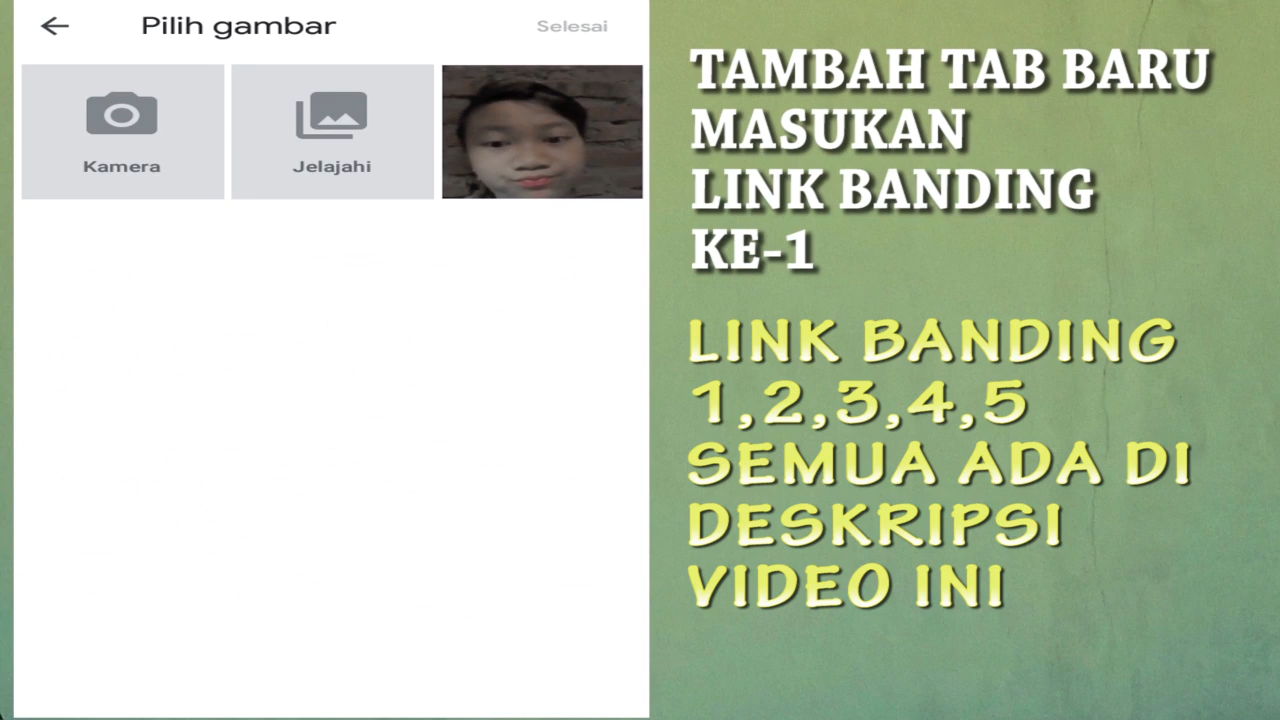 Pilih gambar
Selesai
Kamera
Jelajahi
TAMBAH TAB BARU
MASUKAN
LINK BANDING
KE-1
LINK BANDING
1,2,3,4,5
SEMUA ADA DI
DESKRIPSI
VIDEO INI